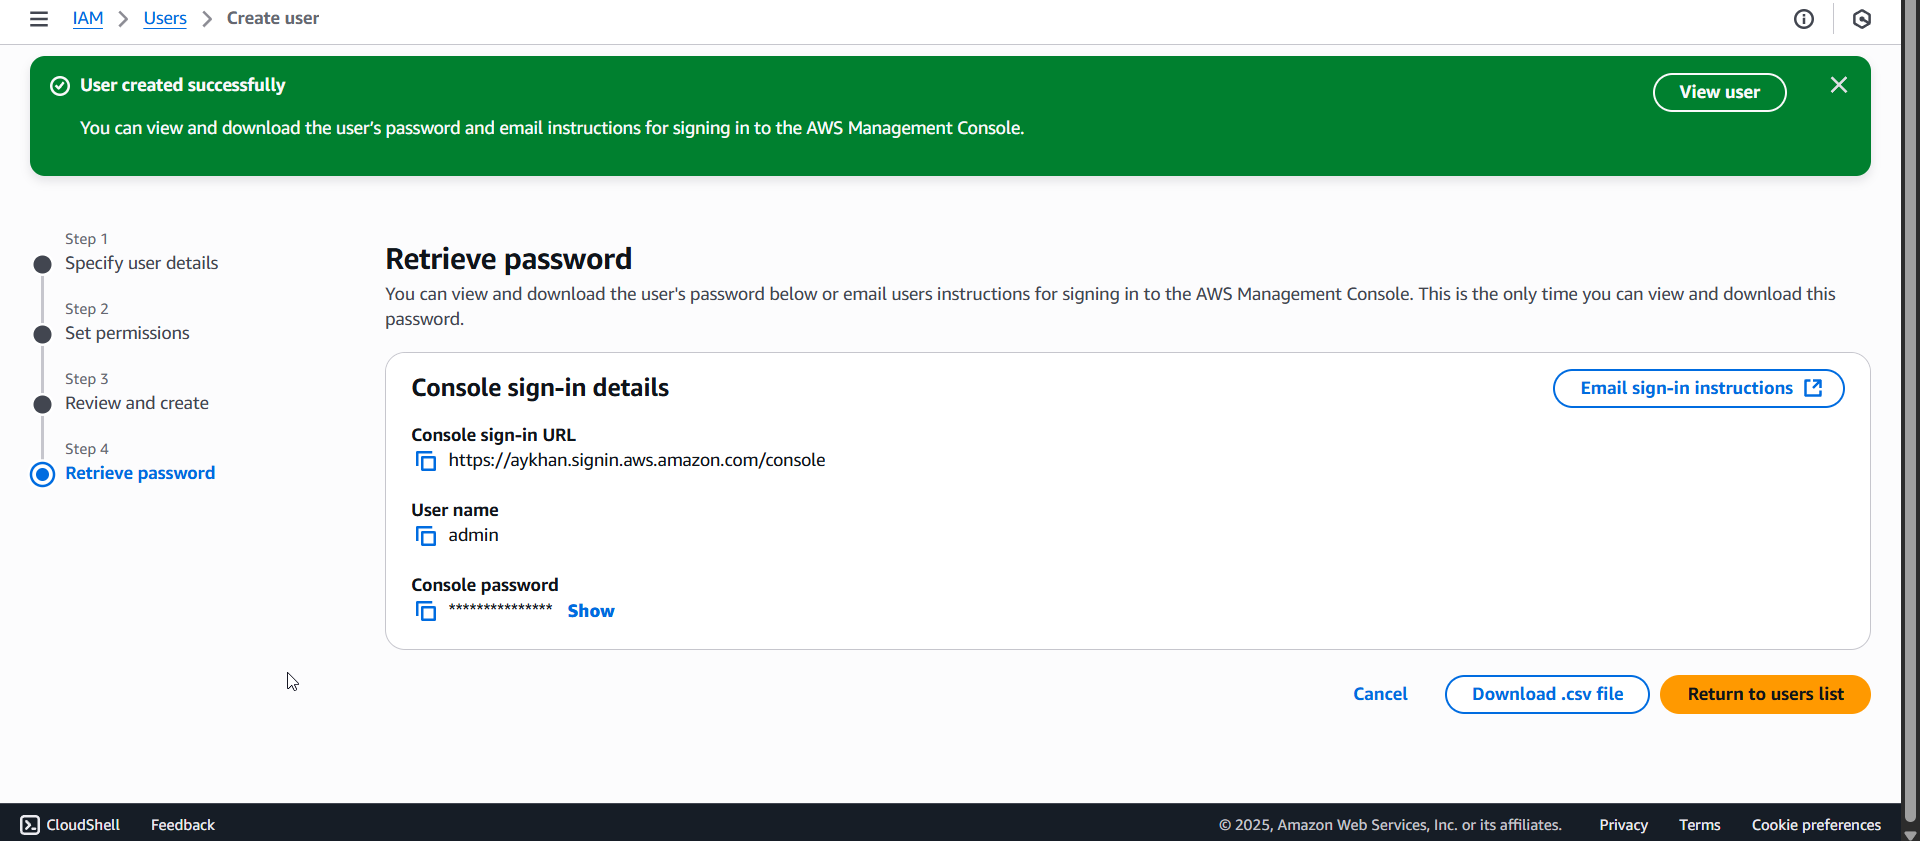 IAM > Users > Create user
User created successfully
View user
You can view and download the user's password and email instructions for signing in to the AWS Management Console.
Step 1
Specify user details
Step 2
Set permissions
Step 3
Review and create
Step 4
Retrieve password
Retrieve password
You can view and download the user's password below or email users instructions for signing in to the AWS Management Console. This is the only time you can view and download this
password.
Console sign-in details
Email sign-in instructions
Console sign-in URL
https://aykhan.signin.aws.amazon.com/console
User name
admin
Console password
*************** Show
Cancel
Download .csv file
Return to users list
CloudShell
Feedback
© 2025, Amazon Web Services, Inc. or its affiliates.
Privacy
Terms
Cookie preferences